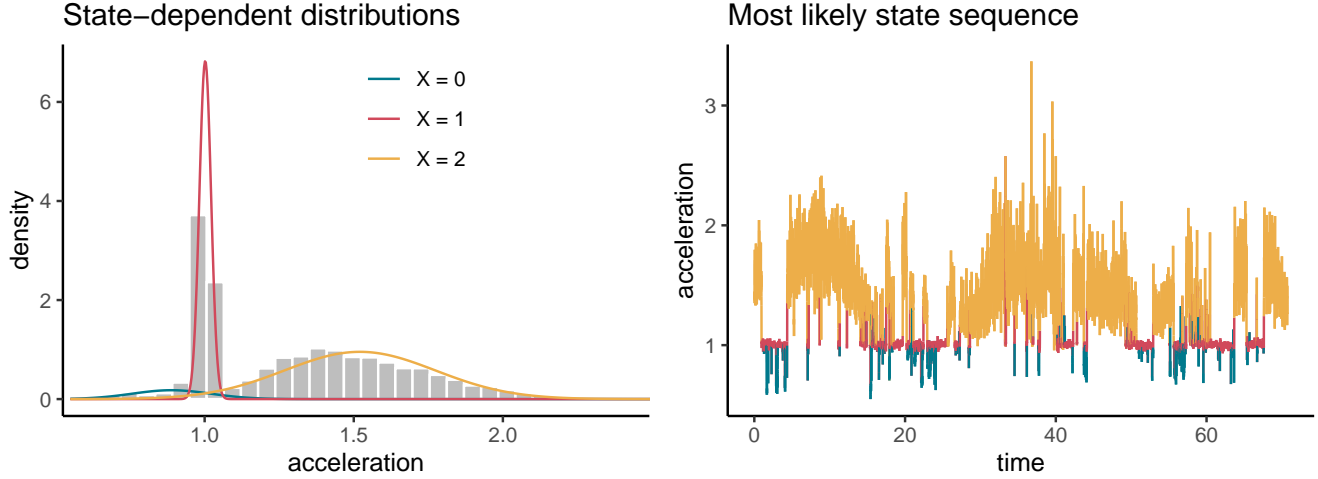 State−dependent distributions
density
6
4
2
0
X = 0
X = 1
X = 2
1.0
1.5
2.0
acceleration
Most likely state sequence
acceleration
3
2
1
0
20
40
60
time